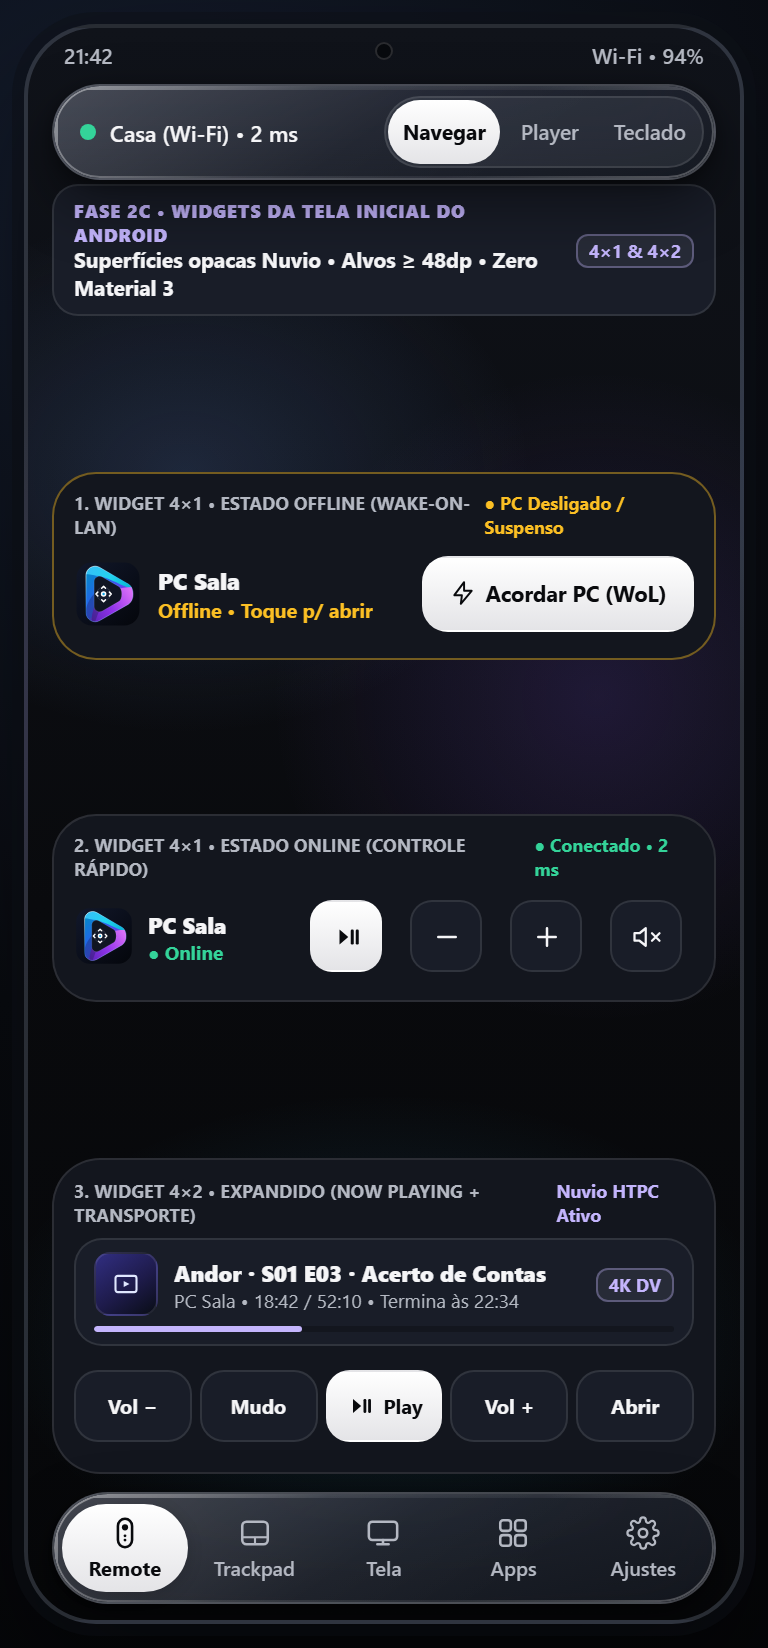 21:42
Wi-Fi • 94%
Casa (Wi-Fi) • 2 ms
Navegar
Player
Teclado
FASE 2C • WIDGETS DA TELA INICIAL DO
ANDROID
Superfícies opacas Nuvio • Alvos ≥ 48dp • Zero
Material 3
4×1 & 4×2
1. WIDGET 4×1 • ESTADO OFFLINE (WAKE-ON-
LAN)
● PC Desligado /
Suspenso
PC Sala
Offline • Toque p/ abrir
Acordar PC (WoL)
2. WIDGET 4×1 • ESTADO ONLINE (CONTROLE
RÁPIDO)
● Conectado • 2
ms
PC Sala
● Online
3. WIDGET 4×2 • EXPANDIDO (NOW PLAYING +
TRANSPORTE)
Nuvio HTPC
Ativo
Andor · S01 E03 · Acerto de Contas
PC Sala • 18:42 / 52:10 • Termina às 22:34
4K DV
Vol −
Mudo
Play
Vol +
Abrir
Remote
Trackpad
Tela
Apps
Ajustes